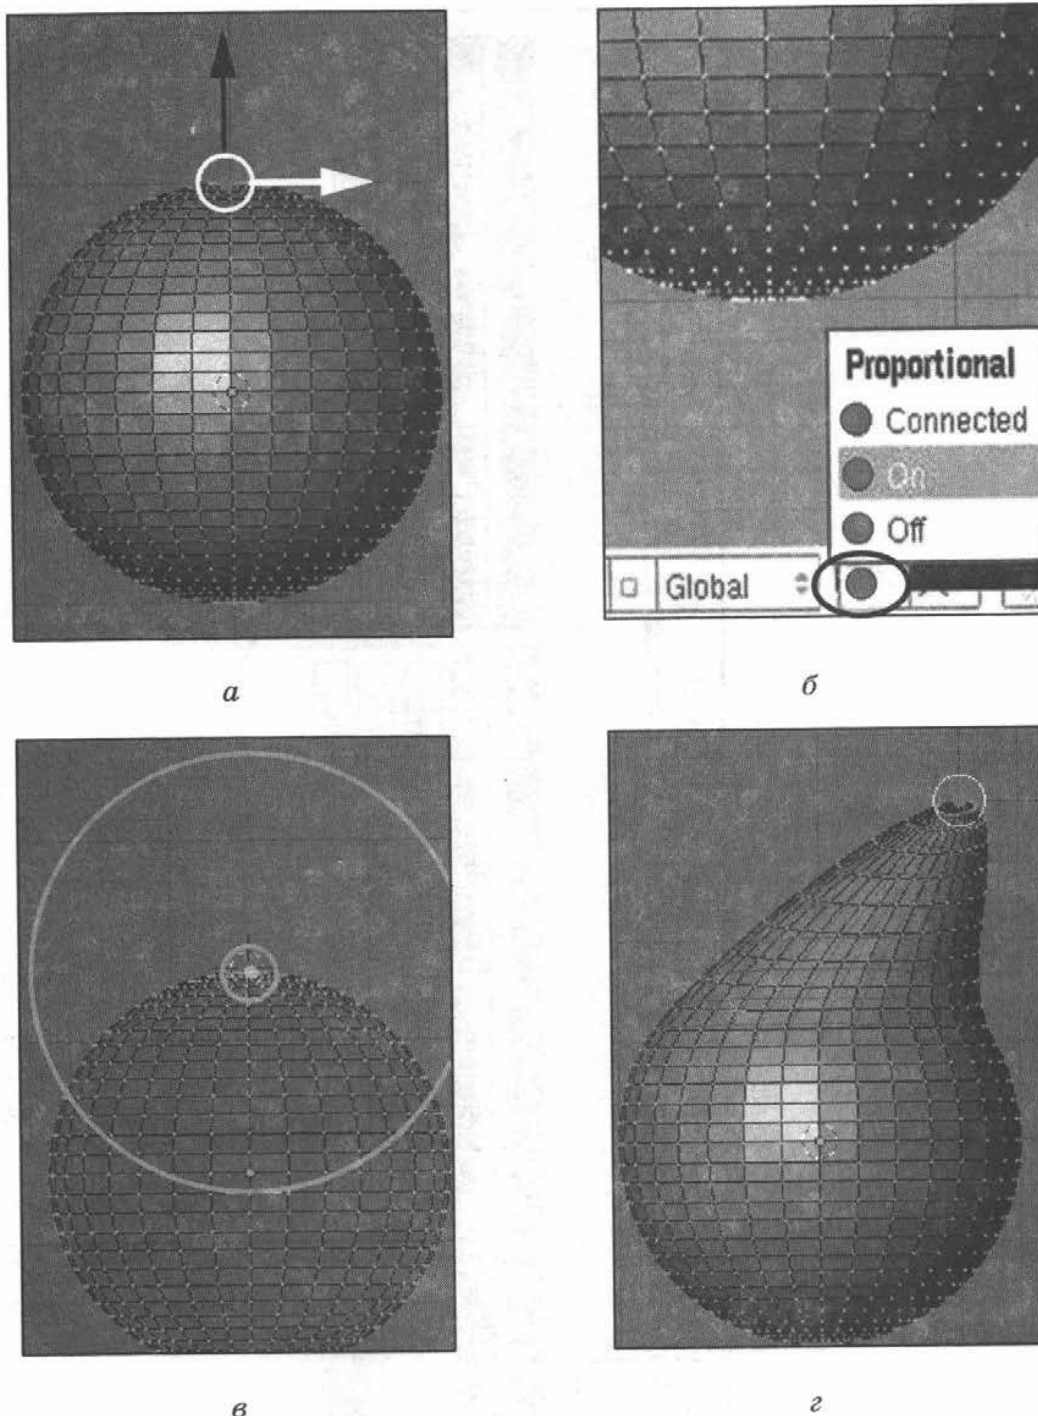 Proportional
Connected
On
Off
Global
а
б
в
г